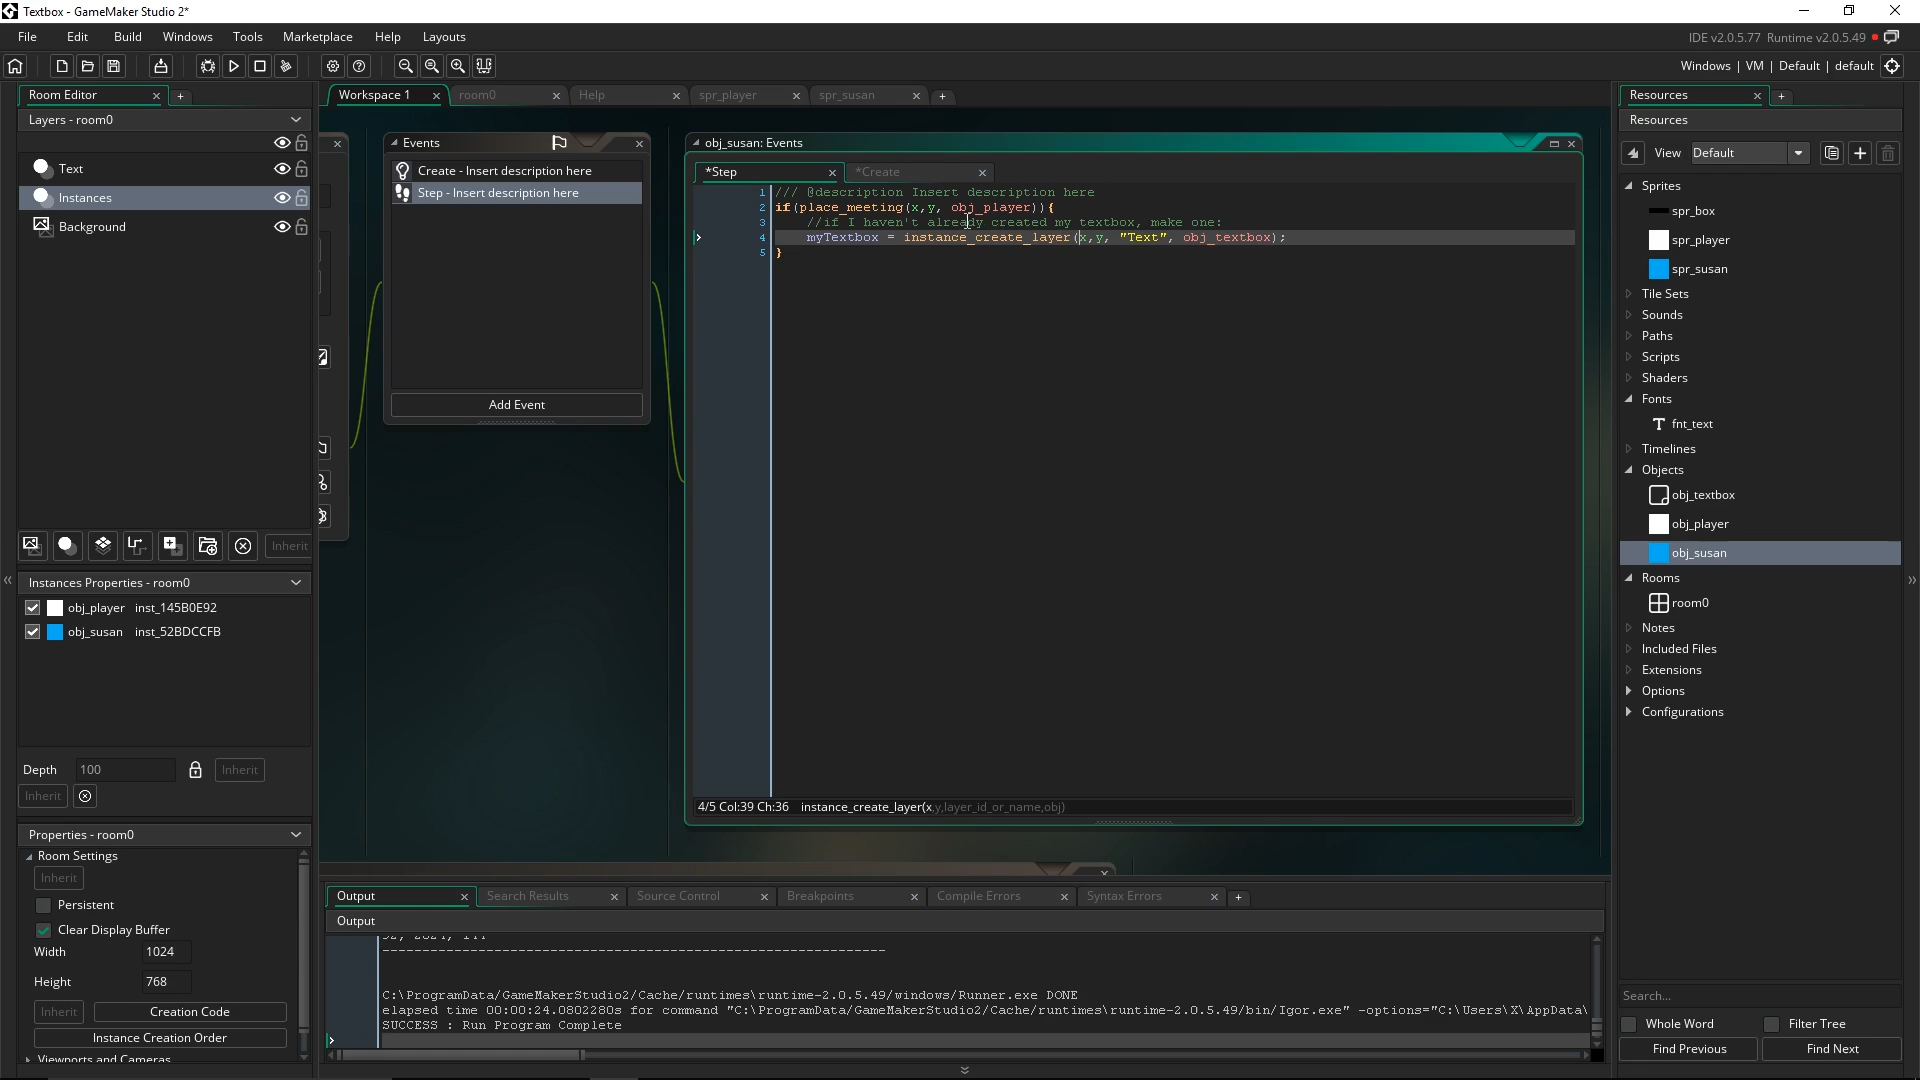 Textbox - GameMaker Studio 2*
File Edit Build Windows Tools Marketplace Help Layouts
IDE v2.0.5.77 Runtime v2.0.5.49
Windows | VM | Default | default
Room Editor
Layers - room0
Text
Instances
Background
Inherit
Instances Properties - room0
obj_player inst_145B0E92
obj_susan inst_52BDCCFB
Depth 100 Inherit
Inherit
Properties - room0
Room Settings
Inherit
Persistent
Clear Display Buffer
Width 1024
Height 768
Inherit Creation Code
Instance Creation Order
Viewports and Cameras
Workspace 1 room0 Help spr_player spr_susan
Events
Create - Insert description here
Step - Insert description here
Add Event
obj_susan: Events
*Step *Create
1 /// @description Insert description here
2 if(place_meeting(x,y, obj_player)){
3 //if I haven't already created my textbox, make one:
4 myTextbox = instance_create_layer(x,y, "Text", obj_textbox);
5 }
4/5 Col:39 Ch:36 instance_create_layer(x,y,layer_id_or_name,obj)
Output Search Results Source Control Breakpoints Compile Errors Syntax Errors
Output
-------------------------------------------------------
C:\ProgramData/GameMakerStudio2/Cache/runtimes\runtime-2.0.5.49/windows/Runner.exe DONE
elapsed time 00:00:24.0802280s for command "C:\ProgramData/GameMakerStudio2/Cache/runtimes\runtime-2.0.5.49/bin/Igor.exe" -options="C:\Users\X\AppData\
SUCCESS : Run Program Complete
Resources
Resources
View Default
Sprites
spr_box
spr_player
spr_susan
Tile Sets
Sounds
Paths
Scripts
Shaders
Fonts
fnt_text
Timelines
Objects
obj_textbox
obj_player
obj_susan
Rooms
room0
Notes
Included Files
Extensions
Options
Configurations
Search...
Whole Word Filter Tree
Find Previous Find Next